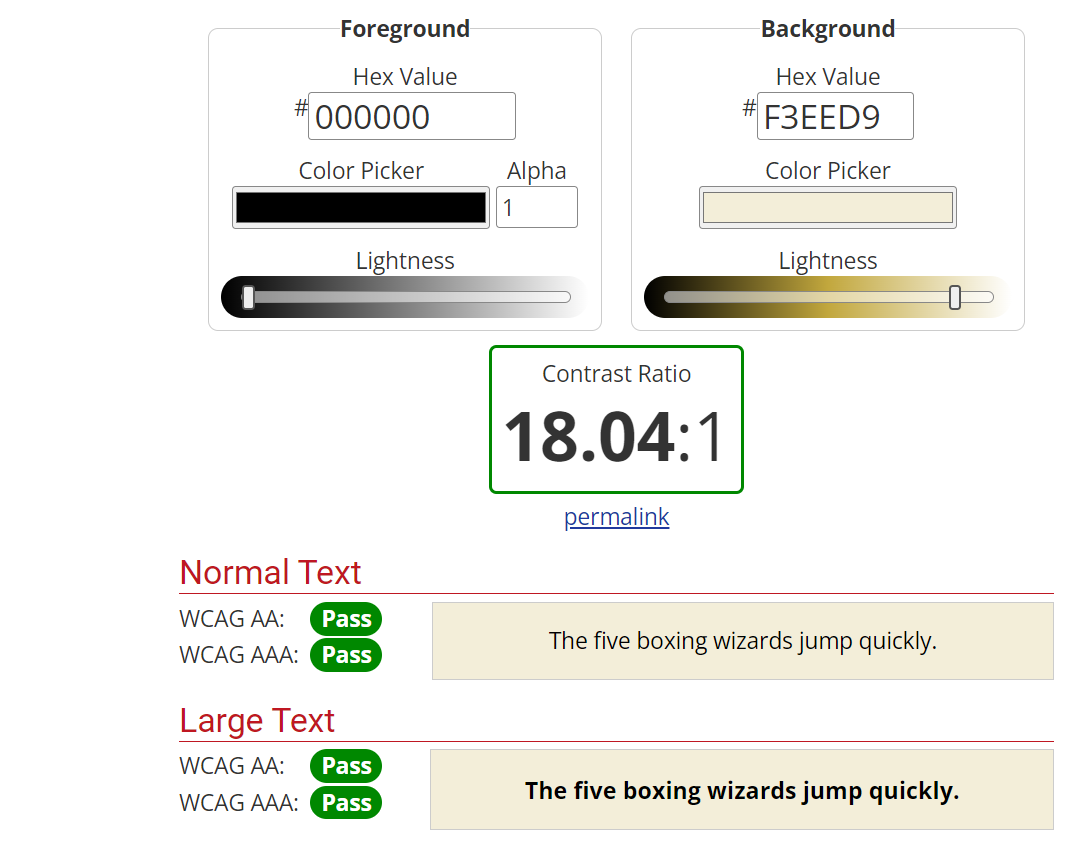 Foreground
Hex Value
#000000
Color Picker Alpha
1
Lightness
Background
Hex Value
#F3EED9
Color Picker
Lightness
Contrast Ratio
18.04:1
permalink
Normal Text
WCAG AA: Pass
WCAG AAA: Pass
The five boxing wizards jump quickly.
Large Text
WCAG AA: Pass
WCAG AAA: Pass
The five boxing wizards jump quickly.